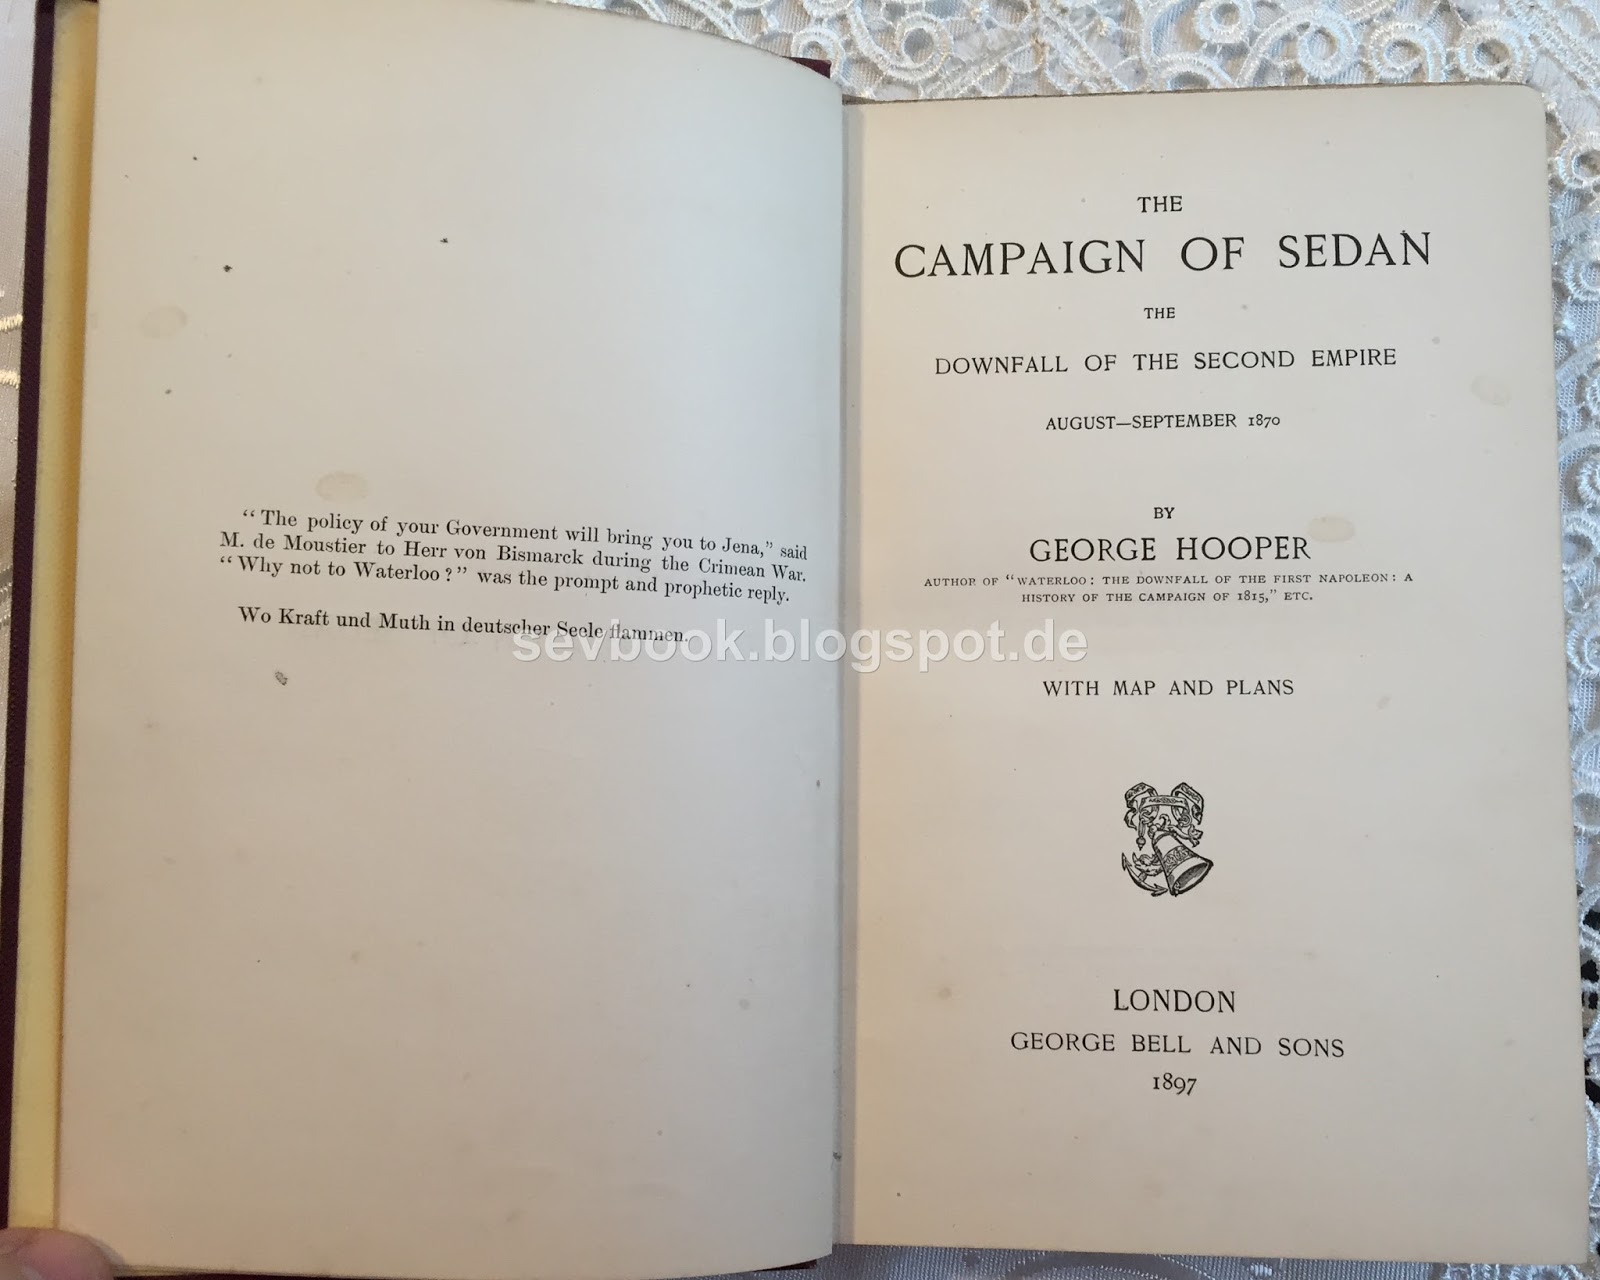 “The policy of your Government will bring you to Jena,” said
M. de Moustier to Herr von Bismarck during the Crimean War.
“Why not to Waterloo?” was the prompt and prophetic reply.
Wo Kraft und Muth in deutscher Seele flammen.
THE
CAMPAIGN OF SEDAN
THE
DOWNFALL OF THE SECOND EMPIRE
AUGUST—SEPTEMBER 1870
BY
GEORGE HOOPER
AUTHOR OF “WATERLOO: THE DOWNFALL OF THE FIRST NAPOLEON: A
HISTORY OF THE CAMPAIGN OF 1815,” ETC.
WITH MAP AND PLANS
LONDON
GEORGE BELL AND SONS
1897
sevbook.blogspot.de